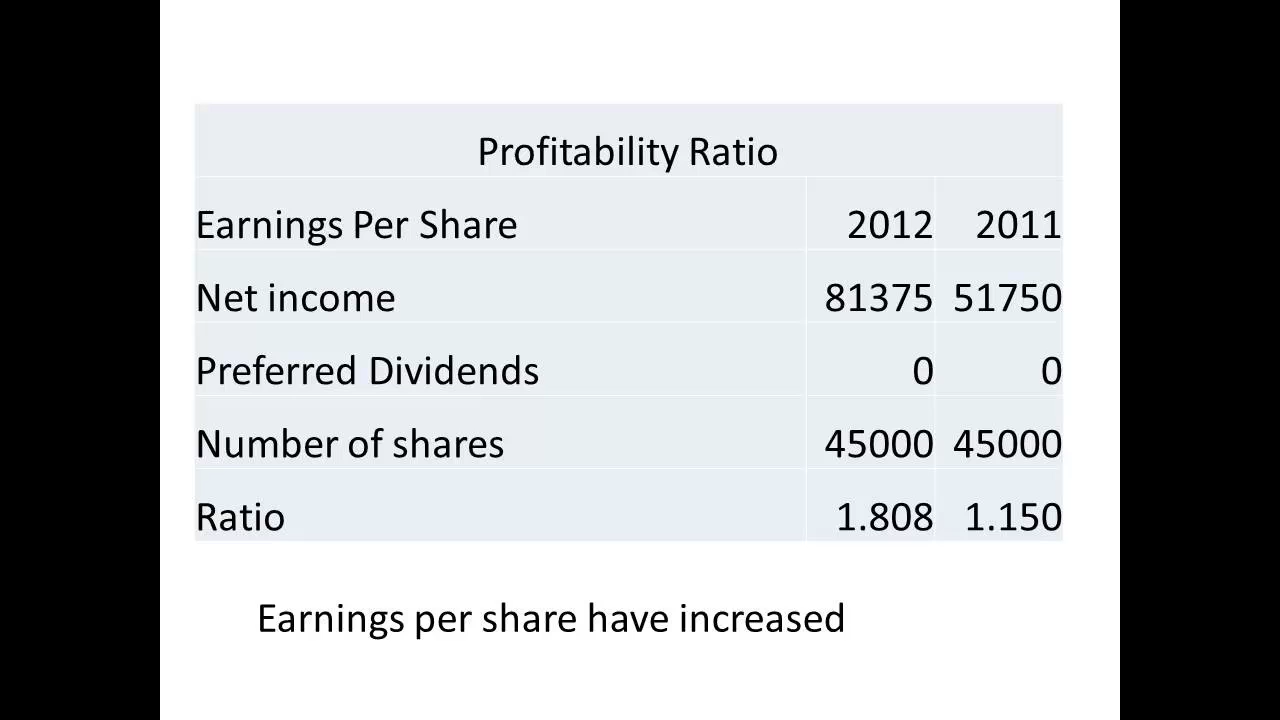 Profitability Ratio
Earnings Per Share 2012 2011
Net income 81375 51750
Preferred Dividends 0 0
Number of shares 45000 45000
Ratio 1.808 1.150
Earnings per share have increased